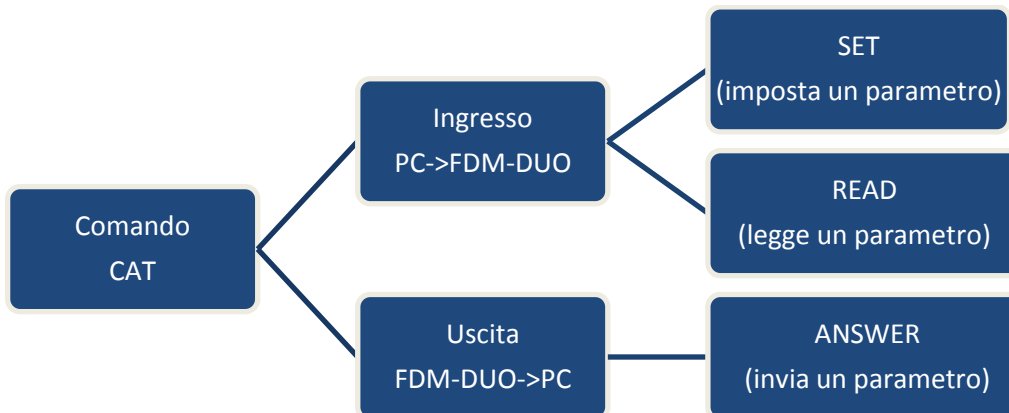 Comando
CAT
Ingresso
PC->FDM-DUO
SET
(imposta un parametro)
READ
(legge un parametro)
Uscita
FDM-DUO->PC
ANSWER
(invia un parametro)